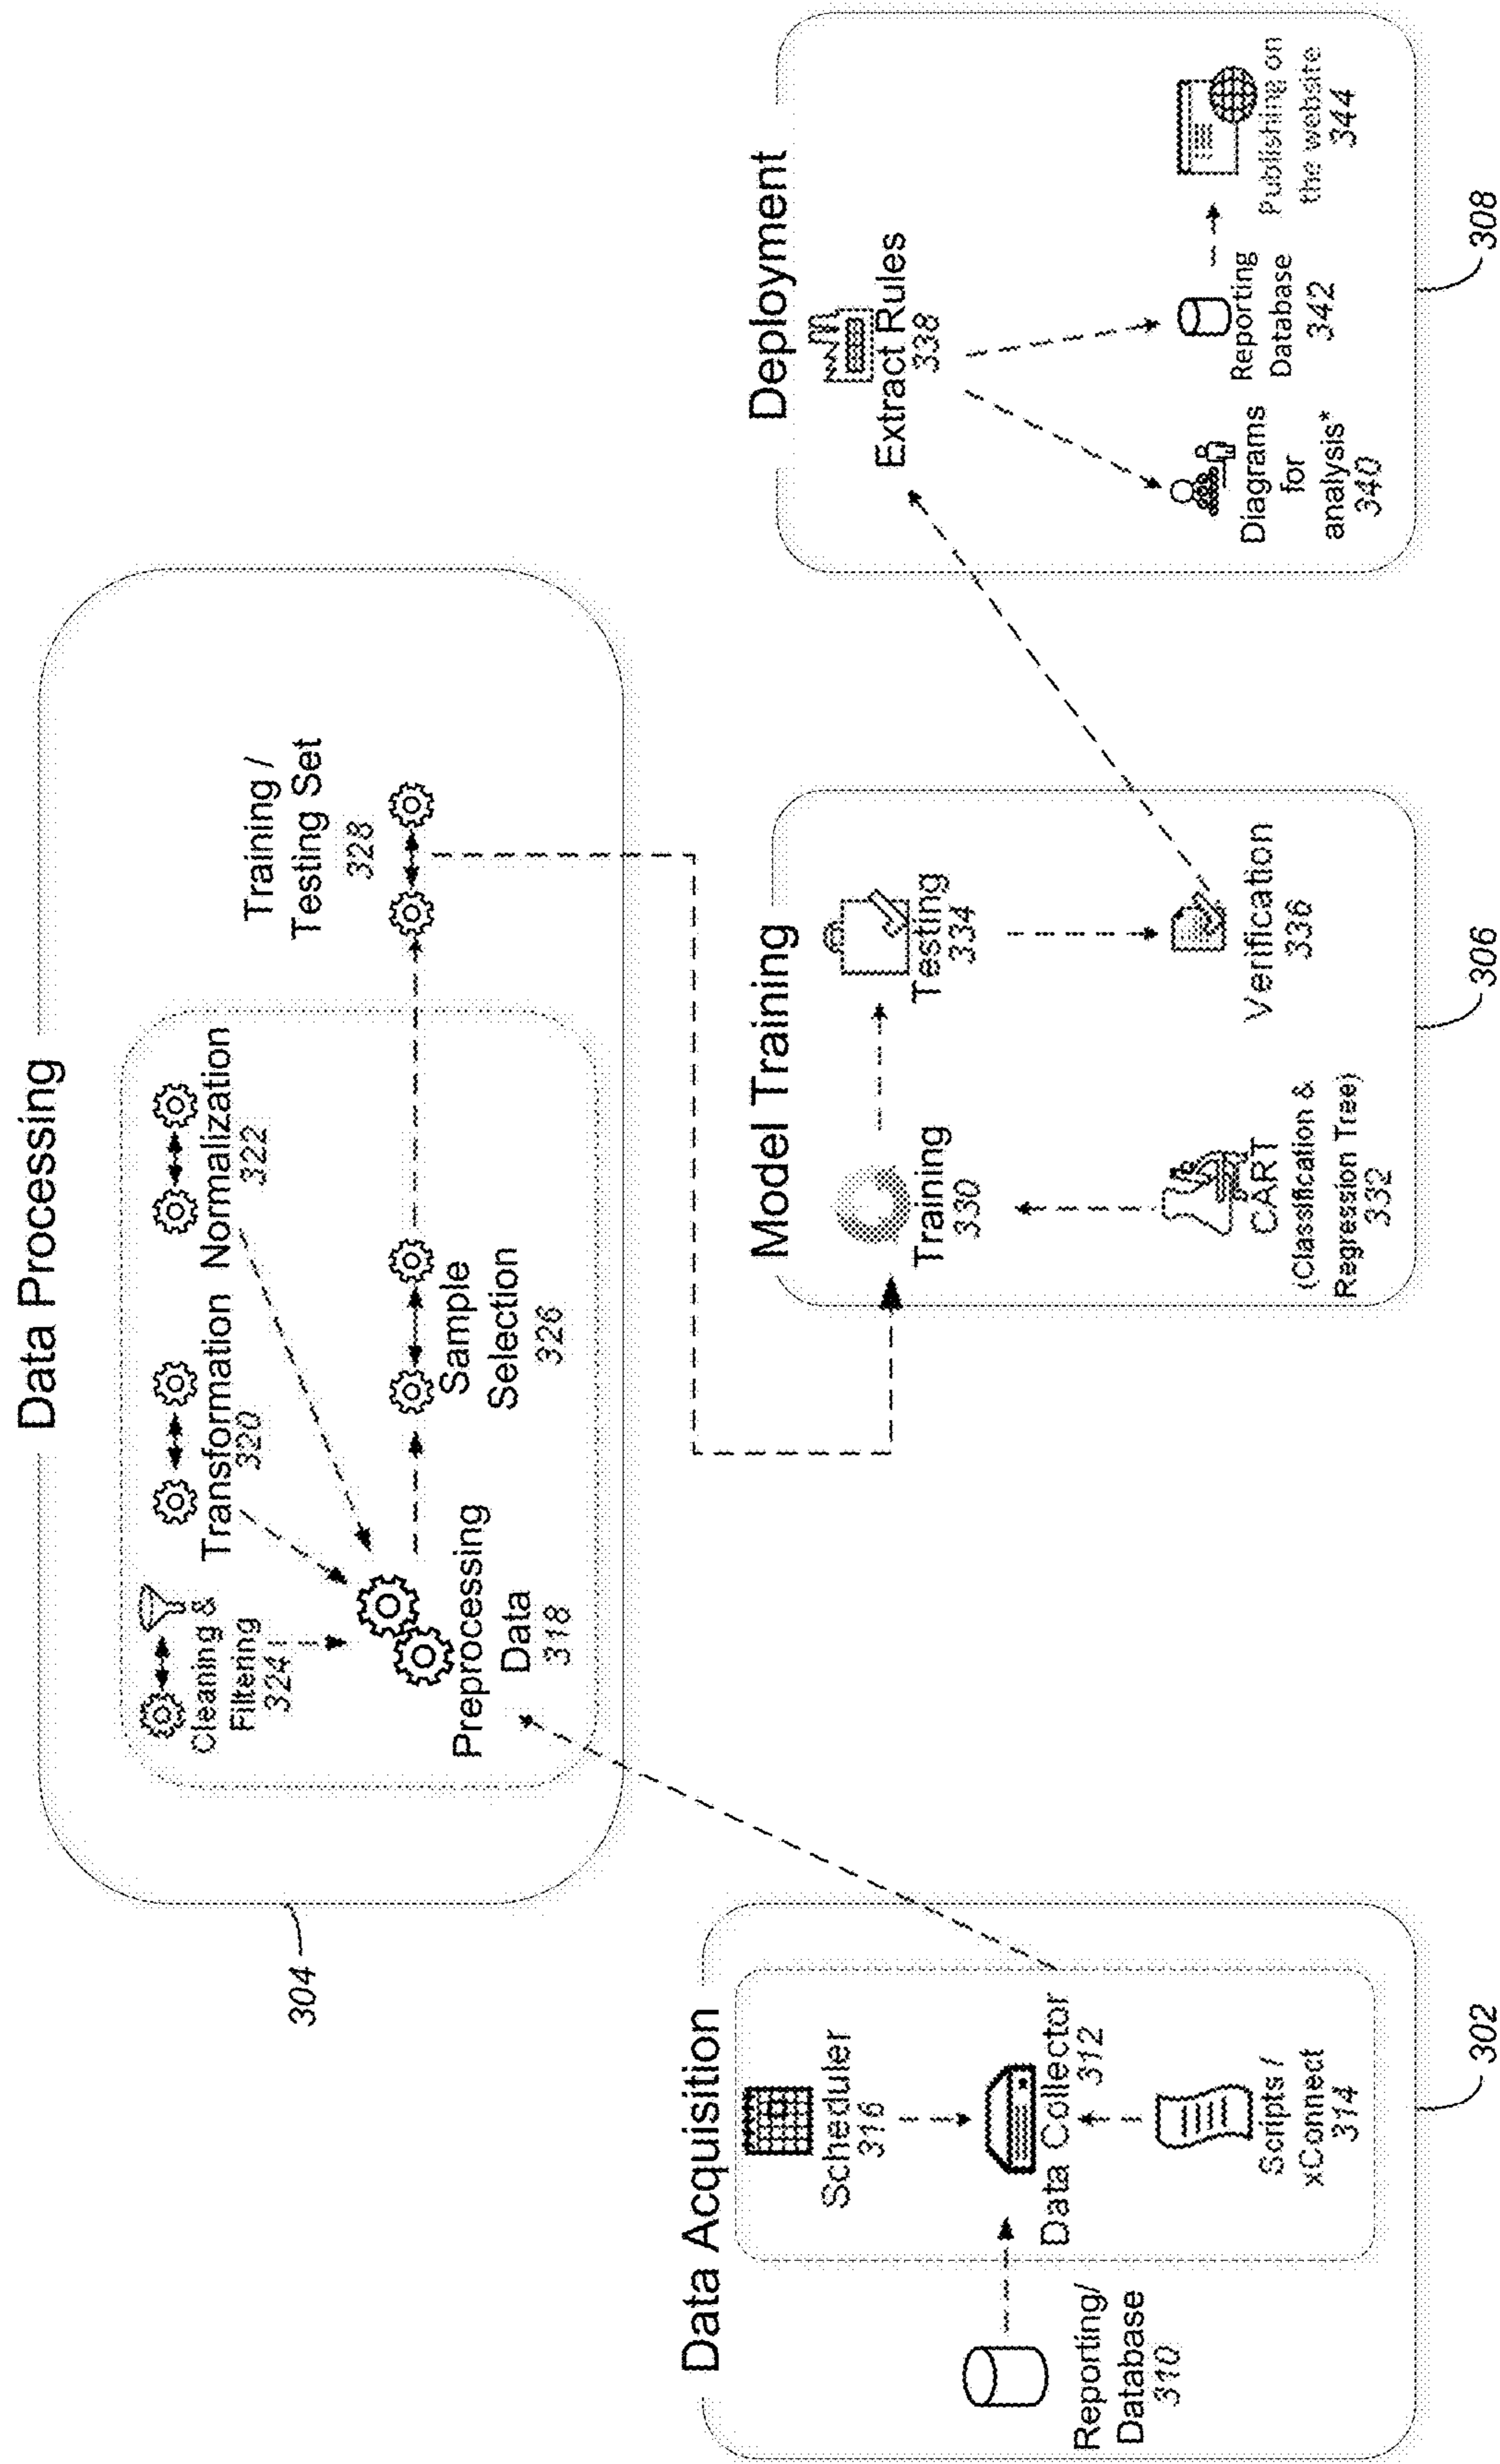 Data Processing
304
Cleaning &
Filtering
324
Transformation
320
Normalization
322
Preprocessing
Data
318
Sample
Selection
326
Training /
Testing Set
328
Data Acquisition
Reporting/
Database
310
Scheduler
316
Data Collector
312
Scripts /
xConnect
314
302
Model Training
Training
330
CART
(Classification &
Regression Tree)
332
Testing
334
Verification
336
306
Deployment
Extract Rules
338
Diagrams
for
analysis*
340
Reporting
Database
342
Publishing on
the website
344
308